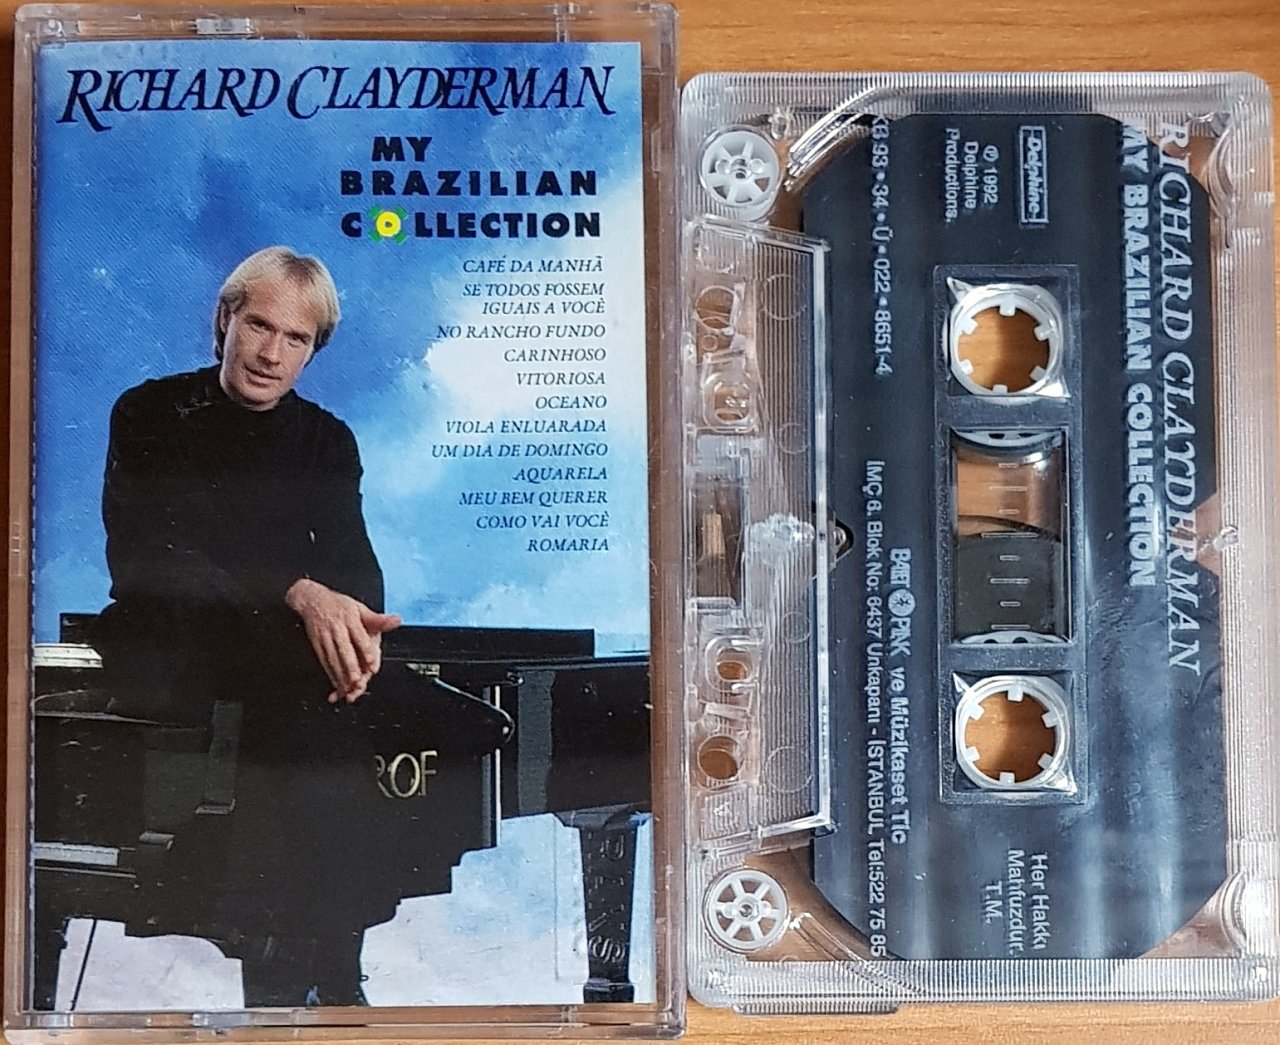 RICHARD CLAYDERMAN
MY
BRAZILIAN
COLLECTION
CAFÉ DA MANHÃ
SE TODOS FOSSEM
IGUAIS A VOCÊ
NO RANCHO FUNDO
CARINHOSO
VITORIOSA
OCEANO
VIOLA ENLUARADA
UM DIA DE DOMINGO
AQUARELA
MEU BEM QUERER
COMO VAI VOCÊ
ROMARIA
ROF
RICHARD CLAYDERMAN
MY BRAZILIAN COLLECTION
Delphine
℗ 1992
Delphine
Productions.
Her Hakkı
Mahfuzdur.
T.M.
BALET PINK ve Müzikaset Tic
KB·93·34·Ü·022·8651-4
İMÇ 6. Blok No: 6437 Unkapanı - İSTANBUL Tel:522 75 85